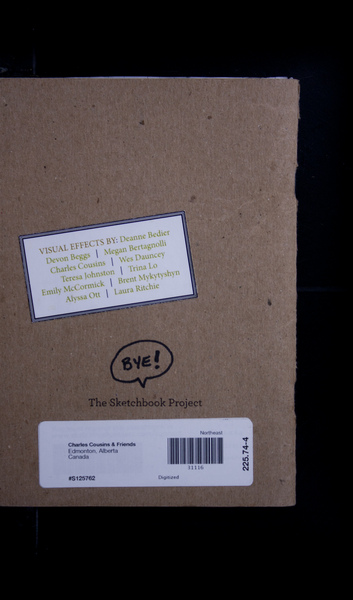 VISUAL EFFECTS BY: Deanne Bedier
Devon Beggs | Megan Bertagnolli
Charles Cousins | Wes Dauncey
Teresa Johnston | Trina Lo
Emily McCormick | Brent Mykytyshyn
Alyssa Ott | Laura Ritchie
BYE!
The Sketchbook Project
Northeast
Charles Cousins & Friends
Edmonton, Alberta
Canada
31116
#S125762
Digitized
225.74-4